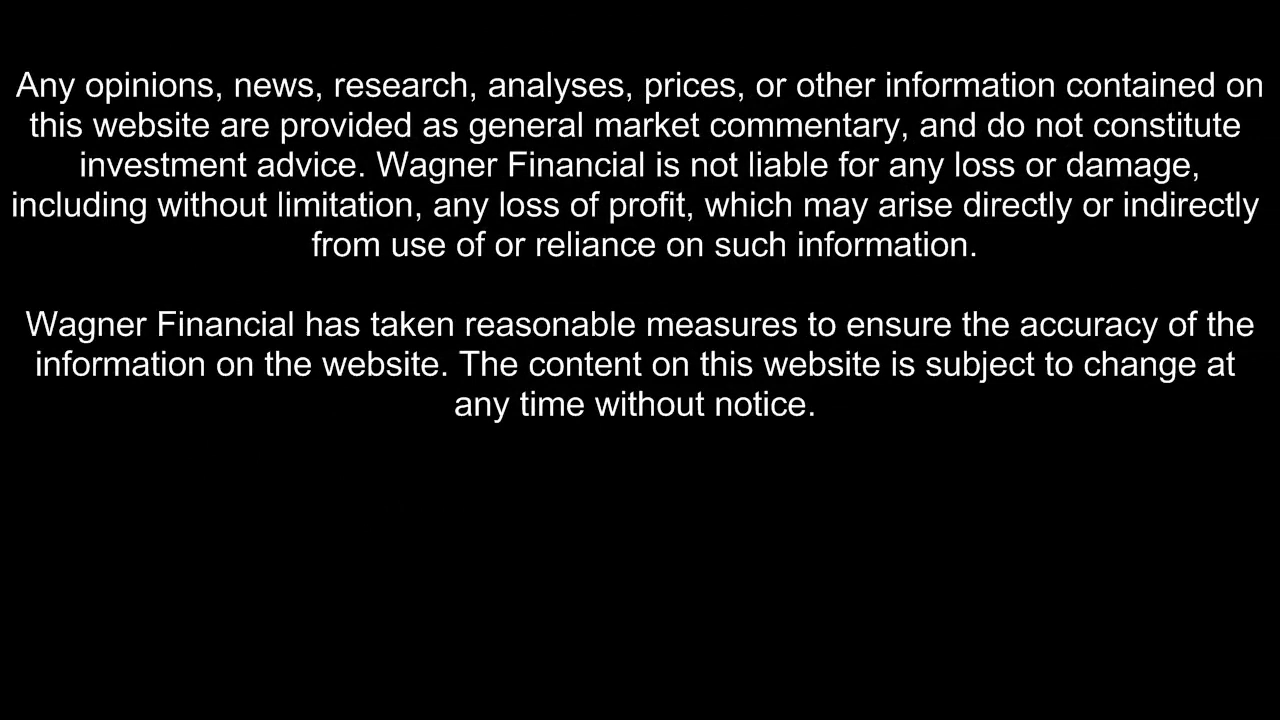 Any opinions, news, research, analyses, prices, or other information contained on
this website are provided as general market commentary, and do not constitute
investment advice. Wagner Financial is not liable for any loss or damage,
including without limitation, any loss of profit, which may arise directly or indirectly
from use of or reliance on such information.
Wagner Financial has taken reasonable measures to ensure the accuracy of the
information on the website. The content on this website is subject to change at
any time without notice.